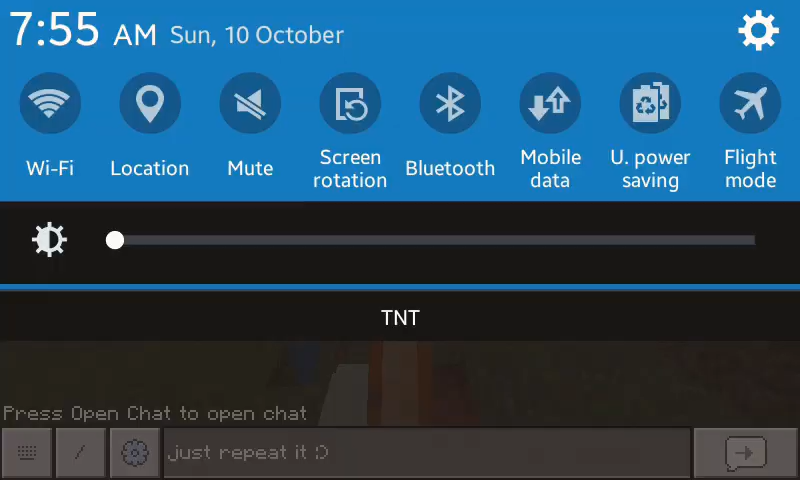 7:55 AM Sun, 10 October
Wi-Fi
Location
Mute
Screen
rotation
Bluetooth
Mobile
data
U. power
saving
Flight
mode
TNT
Press Open Chat to open chat
/
just repeat it :)